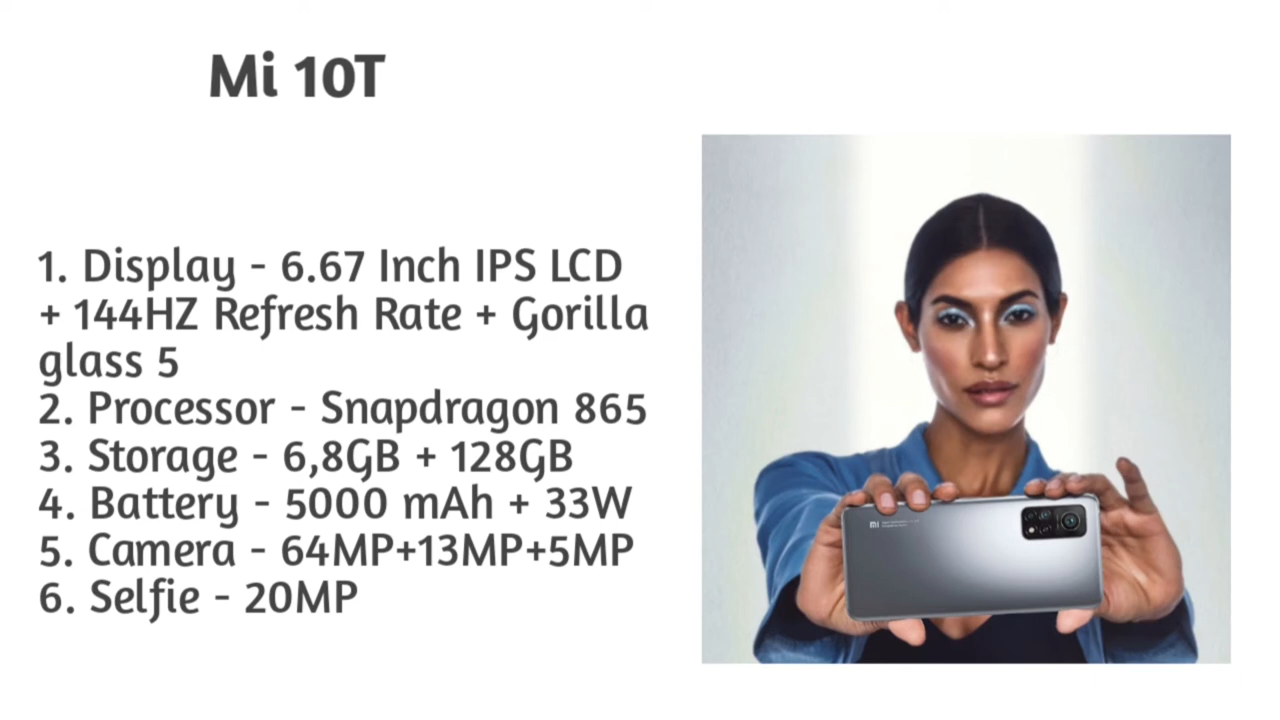 Mi 10T
1. Display - 6.67 Inch IPS LCD
+ 144HZ Refresh Rate + Gorilla
glass 5
2. Processor - Snapdragon 865
3. Storage - 6,8GB + 128GB
4. Battery - 5000 mAh + 33W
5. Camera - 64MP+13MP+5MP
6. Selfie - 20MP
MI